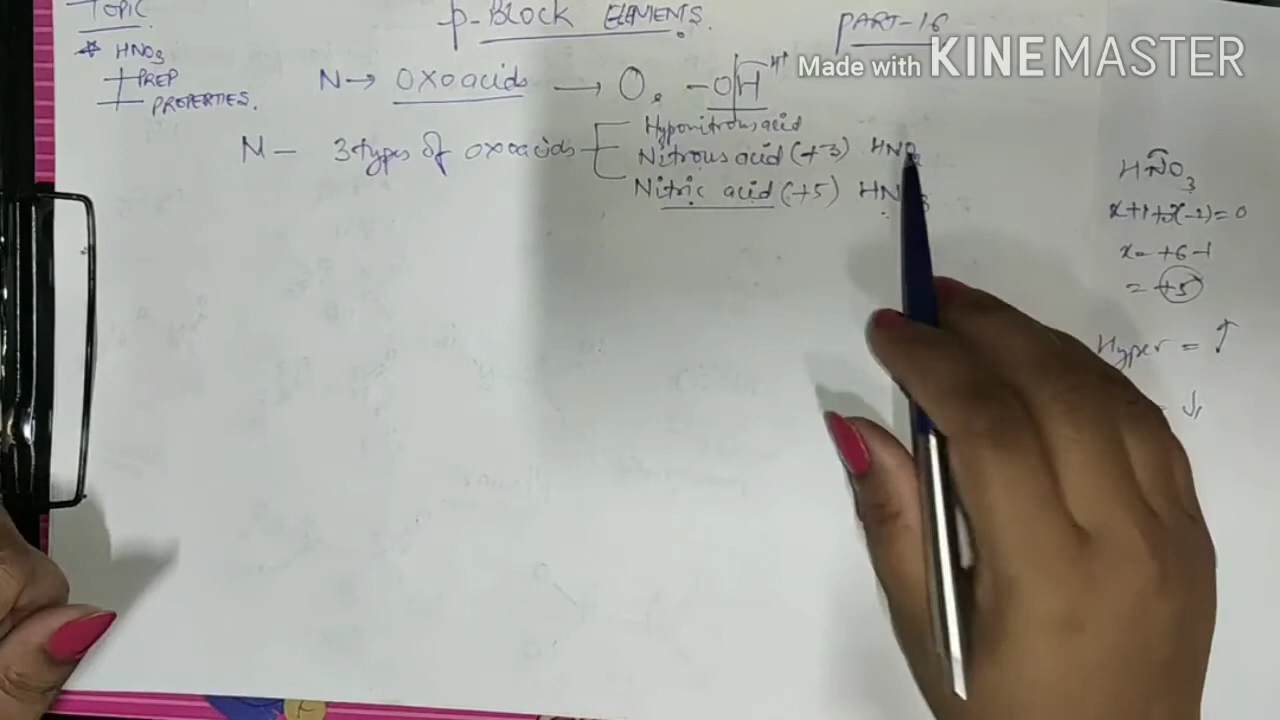 TOPIC
p-BLOCK ELEMENTS.
PART-16
* HNO3
PREP
PROPERTIES.
Made with KINEMASTER
N → Oxoacids → O, -OH H+
N - 3 types of oxoacids
Hyponitrous acid
Nitrous acid (+3) HNO2
Nitric acid (+5) HN
HNO3
x+1+3(-2)=0
x = +6-1
= +5
Hyper = ↑
= ↓